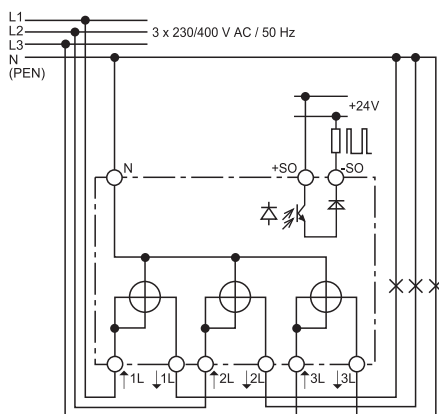 L1
L2
L3
N
(PEN)
3 x 230/400 V AC / 50 Hz
+24V
N
+SO
-SO
↑1L ↓1L ↑2L ↓2L ↑3L ↓3L